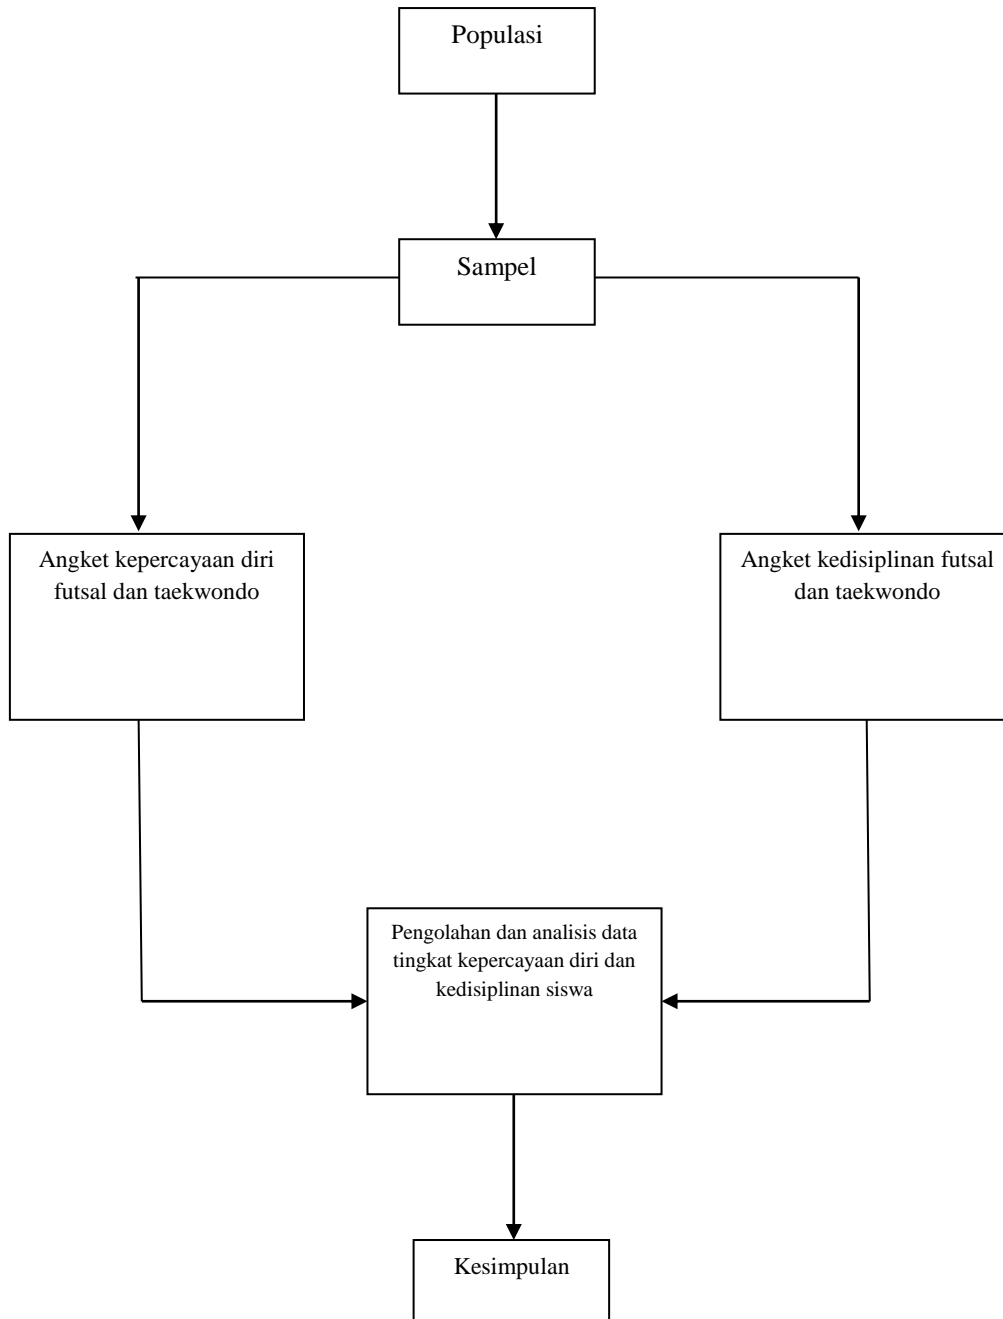 Populasi
Sampel
Angket kepercayaan diri
futsal dan taekwondo
Angket kedisiplinan futsal
dan taekwondo
Pengolahan dan analisis data
tingkat kepercayaan diri dan
kedisiplinan siswa
Kesimpulan